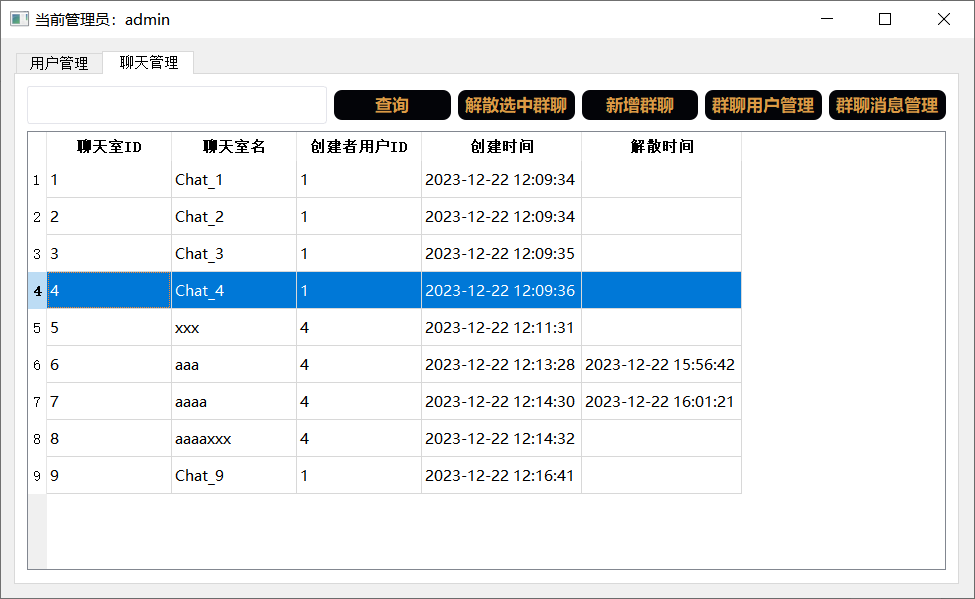 当前管理员：admin
用户管理 聊天管理
查询 解散选中群聊 新增群聊 群聊用户管理 群聊消息管理
聊天室ID 聊天室名 创建者用户ID 创建时间 解散时间
1 1 Chat_1 1 2023-12-22 12:09:34
2 2 Chat_2 1 2023-12-22 12:09:34
3 3 Chat_3 1 2023-12-22 12:09:35
4 4 Chat_4 1 2023-12-22 12:09:36
5 5 xxx 4 2023-12-22 12:11:31
6 6 aaa 4 2023-12-22 12:13:28 2023-12-22 15:56:42
7 7 aaaa 4 2023-12-22 12:14:30 2023-12-22 16:01:21
8 8 aaaaxxx 4 2023-12-22 12:14:32
9 9 Chat_9 1 2023-12-22 12:16:41